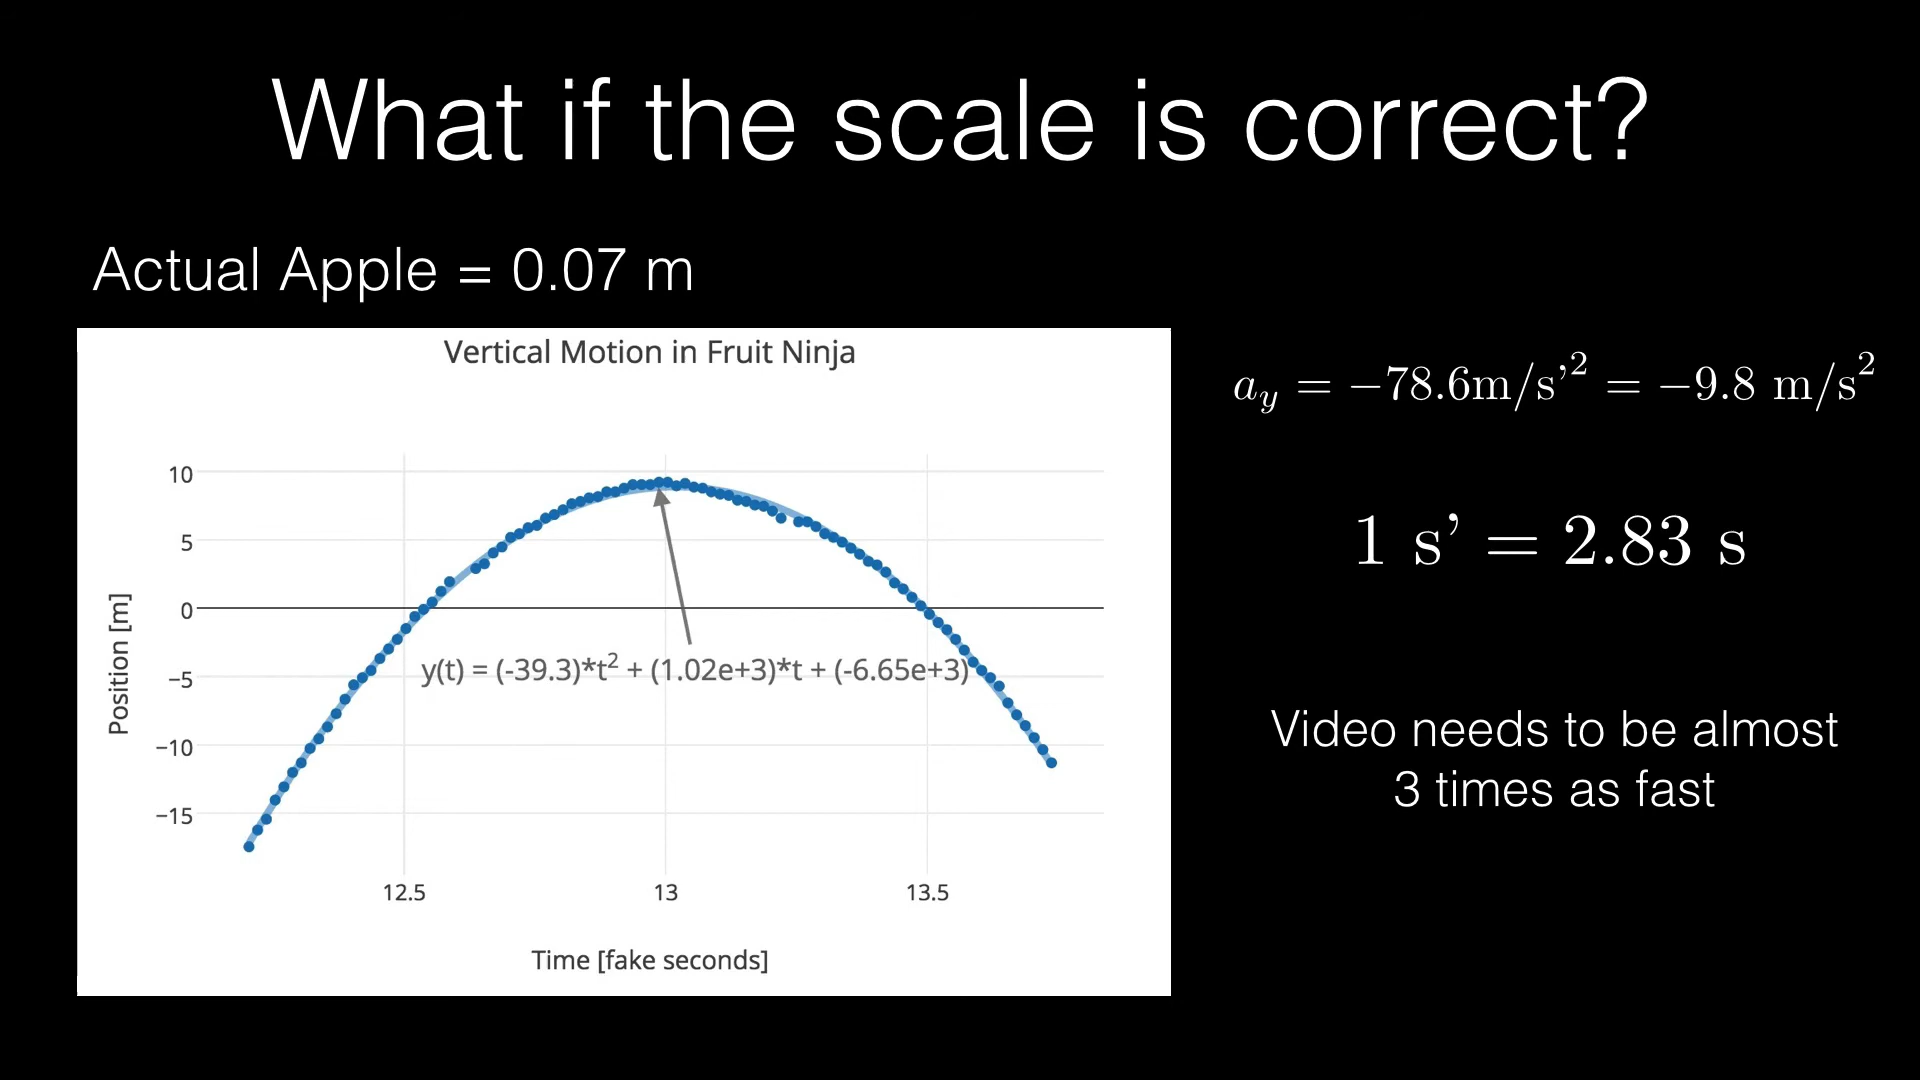 What if the scale is correct?
Actual Apple = 0.07 m
Vertical Motion in Fruit Ninja
10
5
0
−5
−10
−15
Position [m]
y(t) = (-39.3)*t² + (1.02e+3)*t + (-6.65e+3)
12.5 13 13.5
Time [fake seconds]
a_y = −78.6m/s’² = −9.8 m/s²
1 s’ = 2.83 s
Video needs to be almost
3 times as fast